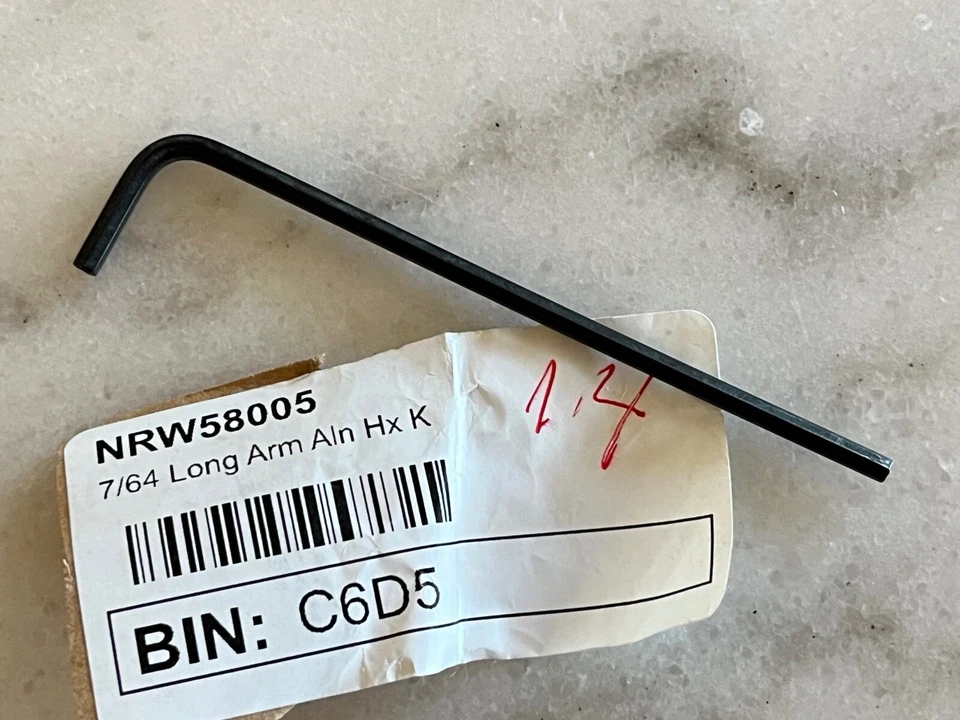 NRW58005
7/64 Long Arm Aln Hx K
1.4
BIN: C6D5